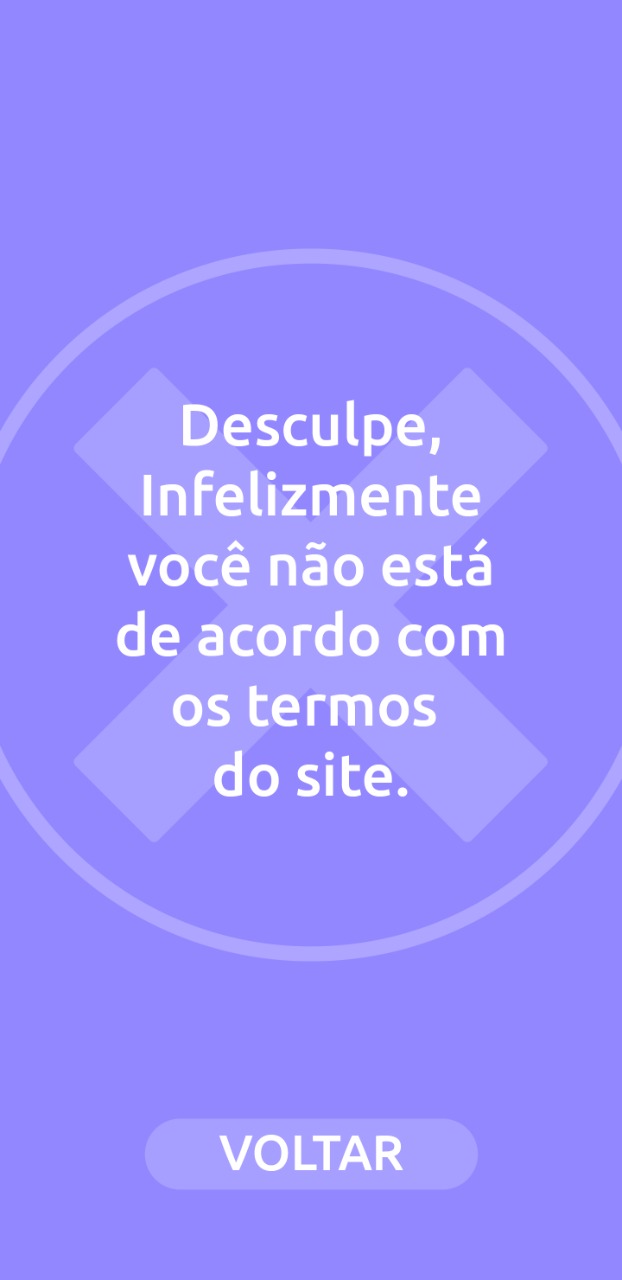 Desculpe,
Infelizmente
você não está
de acordo com
os termos
do site.
VOLTAR